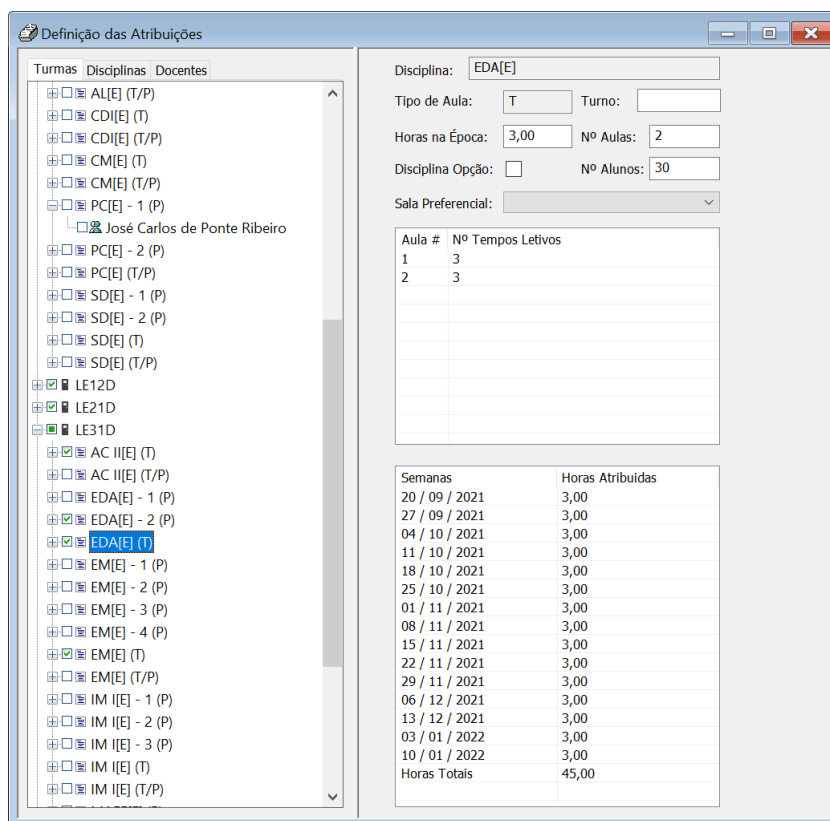 Definição das Atribuições
Turmas Disciplinas Docentes
AL[E] (T/P)
CDI[E] (T)
CDI[E] (T/P)
CM[E] (T)
CM[E] (T/P)
PC[E] - 1 (P)
José Carlos de Ponte Ribeiro
PC[E] - 2 (P)
PC[E] (T/P)
SD[E] - 1 (P)
SD[E] - 2 (P)
SD[E] (T)
SD[E] (T/P)
LE12D
LE21D
LE31D
AC II[E] (T)
AC II[E] (T/P)
EDA[E] - 1 (P)
EDA[E] - 2 (P)
EDA[E] (T)
EM[E] - 1 (P)
EM[E] - 2 (P)
EM[E] - 3 (P)
EM[E] - 4 (P)
EM[E] (T)
EM[E] (T/P)
IM I[E] - 1 (P)
IM I[E] - 2 (P)
IM I[E] - 3 (P)
IM I[E] (T)
IM I[E] (T/P)
Disciplina: EDA[E]
Tipo de Aula: T Turno:
Horas na Época: 3,00 Nº Aulas: 2
Disciplina Opção: Nº Alunos: 30
Sala Preferencial:
Aula # Nº Tempos Letivos
1 3
2 3
Semanas Horas Atribuidas
20 / 09 / 2021 3,00
27 / 09 / 2021 3,00
04 / 10 / 2021 3,00
11 / 10 / 2021 3,00
18 / 10 / 2021 3,00
25 / 10 / 2021 3,00
01 / 11 / 2021 3,00
08 / 11 / 2021 3,00
15 / 11 / 2021 3,00
22 / 11 / 2021 3,00
29 / 11 / 2021 3,00
06 / 12 / 2021 3,00
13 / 12 / 2021 3,00
03 / 01 / 2022 3,00
10 / 01 / 2022 3,00
Horas Totais 45,00